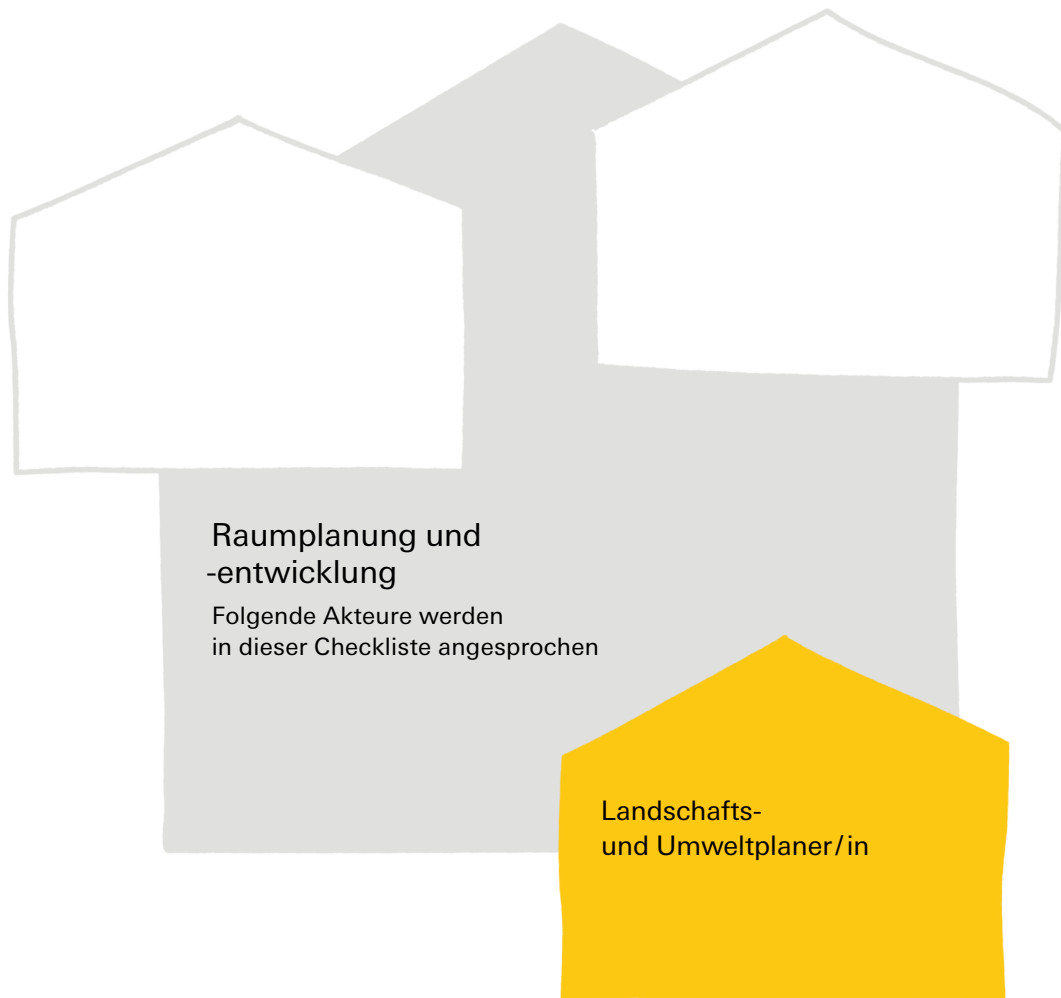 Raumplanung und
-entwicklung
Folgende Akteure werden
in dieser Checkliste angesprochen
Landschafts-
und Umweltplaner/in